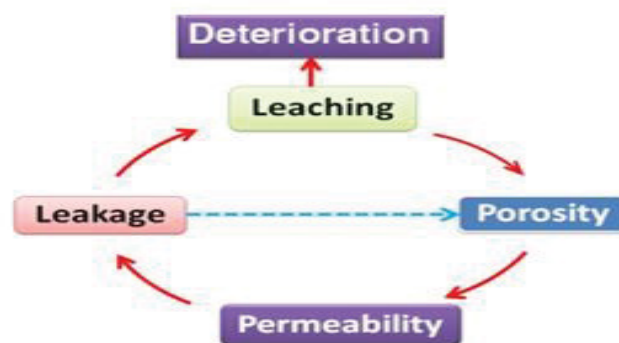 Deterioration
Leaching
Leakage
Porosity
Permeability